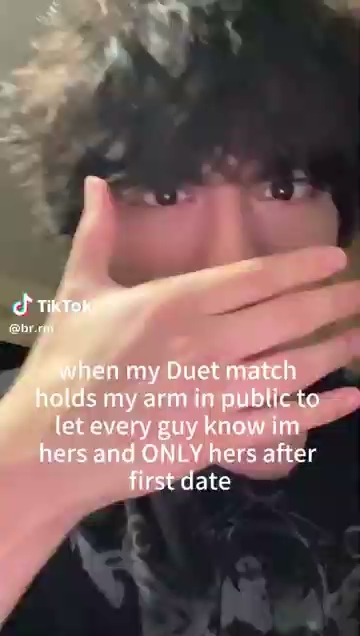 TikTok
@br.rm
when my Duet match
holds my arm in public to
let every guy know im
hers and ONLY hers after
first date